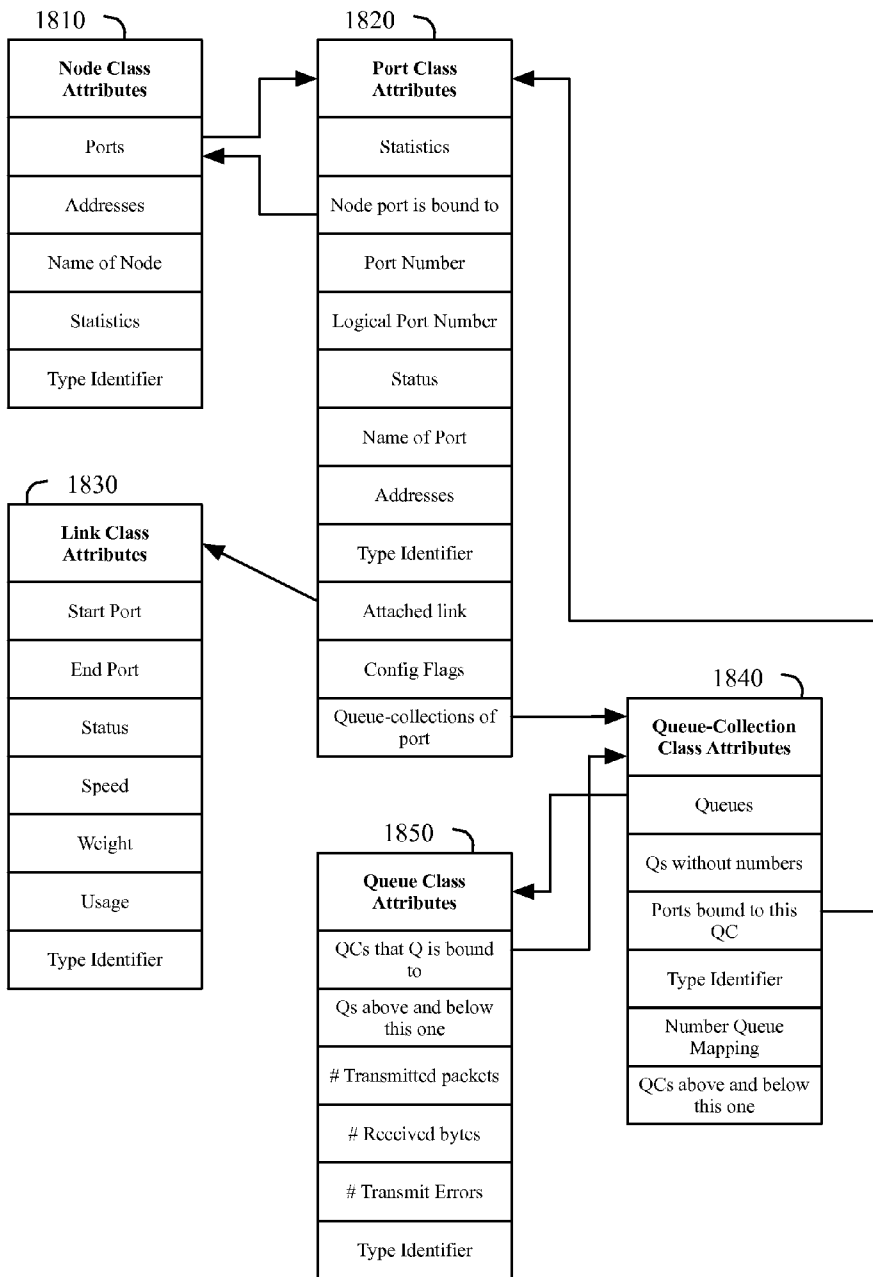 1810
Node Class
Attributes
Ports
Addresses
Name of Node
Statistics
Type Identifier
1820
Port Class
Attributes
Statistics
Node port is bound to
Port Number
Logical Port Number
Status
Name of Port
Addresses
Type Identifier
Attached link
Config Flags
Queue-collections of
port
1830
Link Class
Attributes
Start Port
End Port
Status
Speed
Weight
Usage
Type Identifier
1840
Queue-Collection
Class Attributes
Queues
Qs without numbers
Ports bound to this
QC
Type Identifier
Number Queue
Mapping
QCs above and below
this one
1850
Queue Class
Attributes
QCs that Q is bound
to
Qs above and below
this one
# Transmitted packets
# Received bytes
# Transmit Errors
Type Identifier